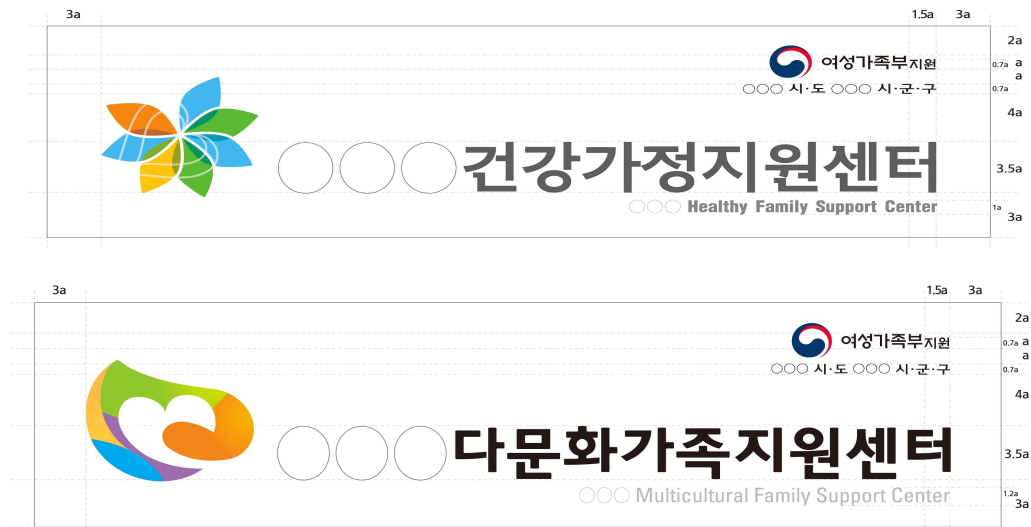 3a 1.5a 3a
2a
여성가족부지원 0.7a a
a
○○○ 시·도 ○○○ 시·군·구 0.7a
4a
○○○건강가정지원센터 3.5a
○○○ Healthy Family Support Center 1a
3a
3a 1.5a 3a
2a
여성가족부지원 0.7a a
a
○○○ 시·도 ○○○ 시·군·구 0.7a
4a
○○○다문화가족지원센터 3.5a
○○○ Multicultural Family Support Center 1.2a
3a